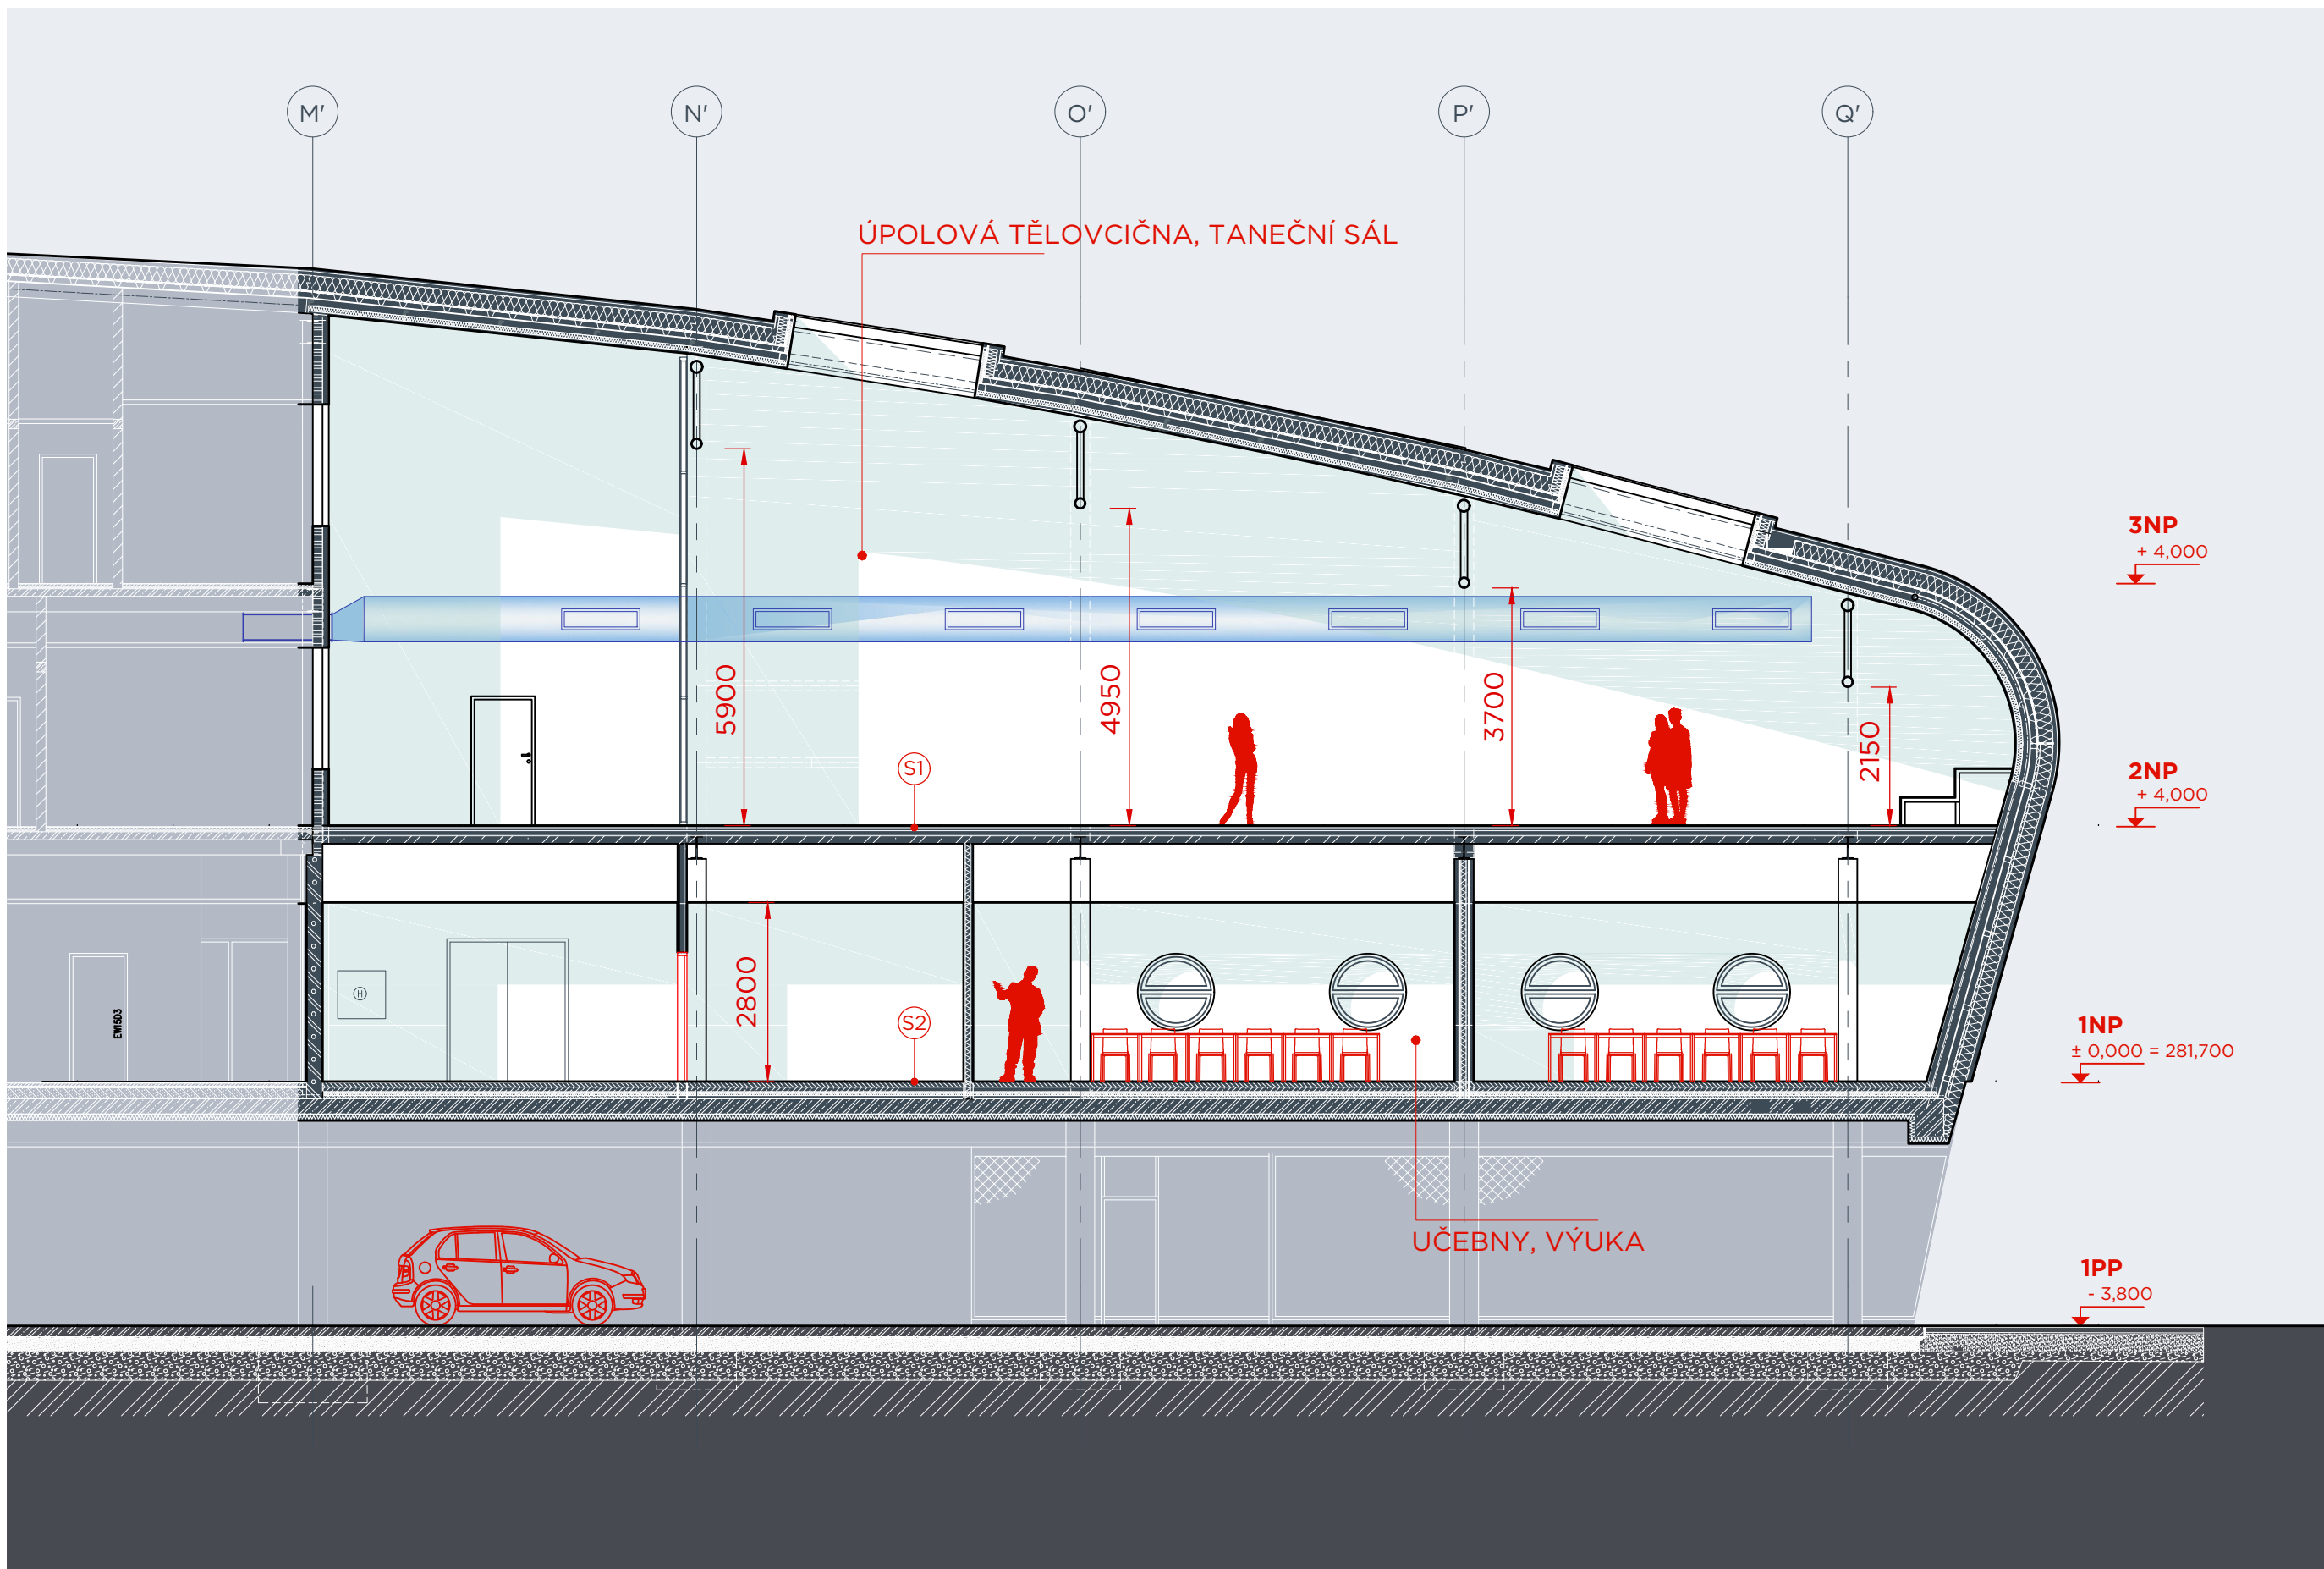 M'
N'
O'
P'
Q'
ÚPOLOVÁ TĚLOVCIČNA, TANEČNÍ SÁL
3NP
+ 4,000
5900
4950
3700
2150
S1
2NP
+ 4,000
2800
H
S2
EW15D3
1NP
± 0,000 = 281,700
UČEBNY, VÝUKA
1PP
- 3,800